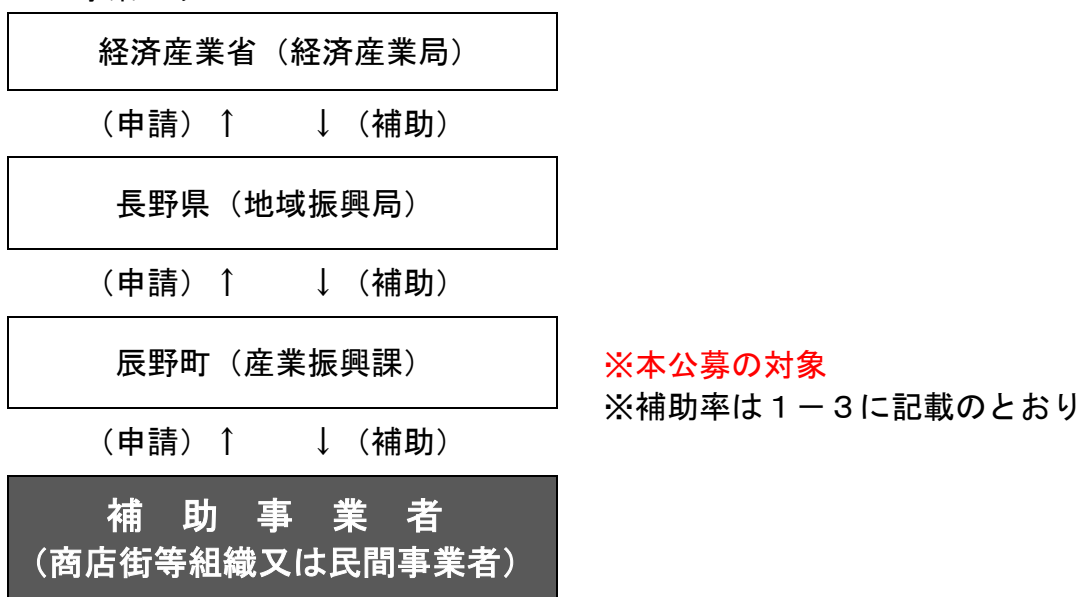 経済産業省（経済産業局）
（申請）↑　　↓（補助）
長野県（地域振興局）
（申請）↑　　↓（補助）
辰野町（産業振興課）
※本公募の対象
※補助率は１－３に記載のとおり
（申請）↑　　↓（補助）
補　助　事　業　者
（商店街等組織又は民間事業者）